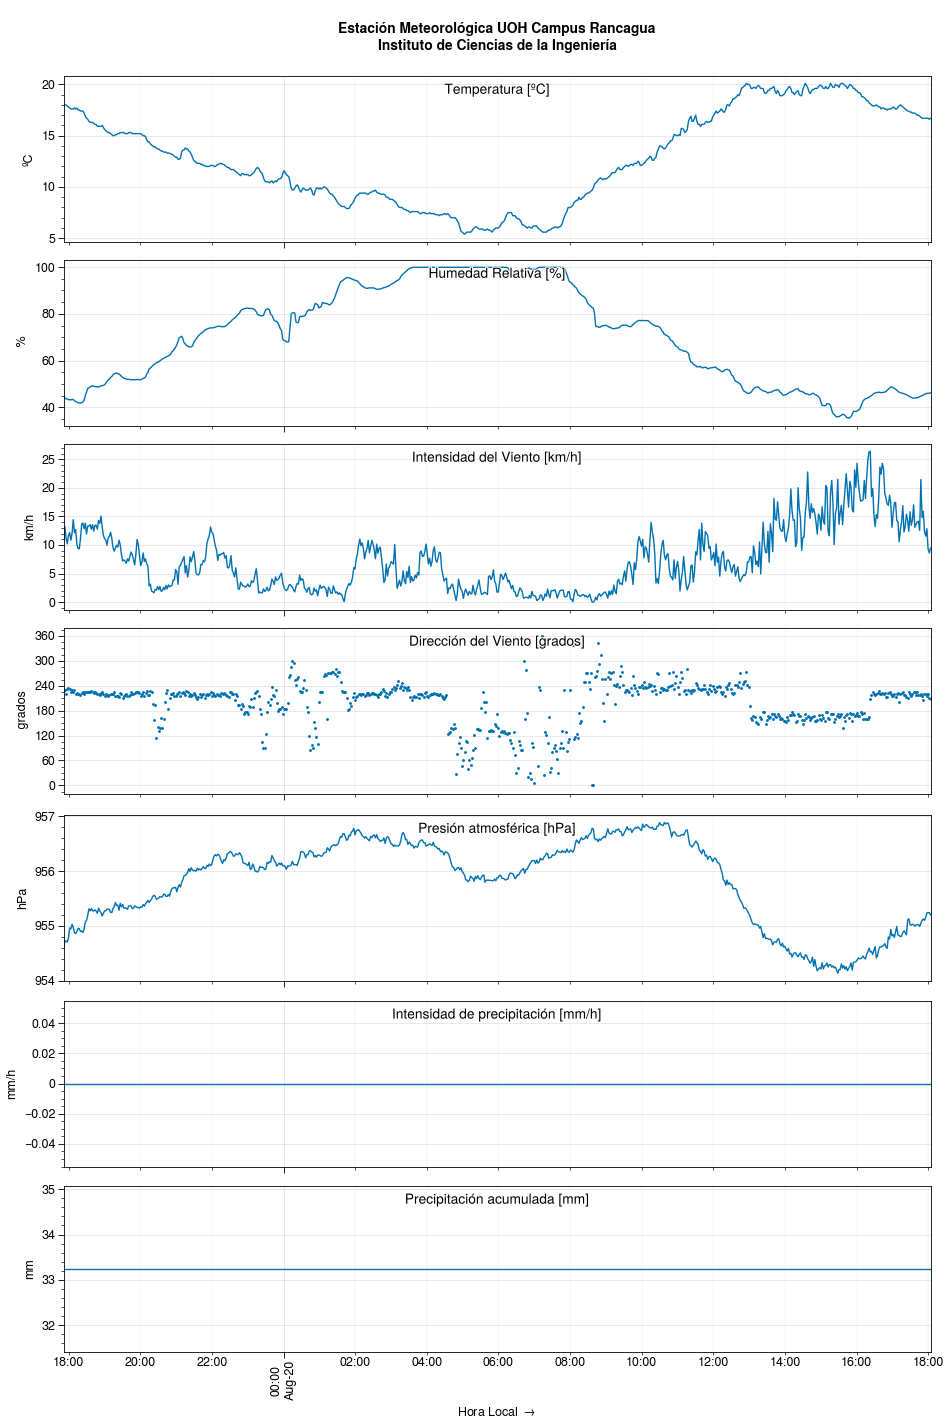 Estación Meteorológica UOH Campus Rancagua
Instituto de Ciencias de la Ingeniería
Temperatura [ºC]
ºC
20
15
10
5
Humedad Relativa [%]
%
100
80
60
40
Intensidad del Viento [km/h]
km/h
25
20
15
10
5
0
Dirección del Viento [grados]
grados
360
300
240
180
120
60
0
Presión atmosférica [hPa]
hPa
957
956
955
954
Intensidad de precipitación [mm/h]
mm/h
0.04
0.02
0
−0.02
−0.04
Precipitación acumulada [mm]
mm
35
34
33
32
18:00 20:00 22:00 00:00 02:00 04:00 06:00 08:00 10:00 12:00 14:00 16:00 18:00
Aug-20
Hora Local →